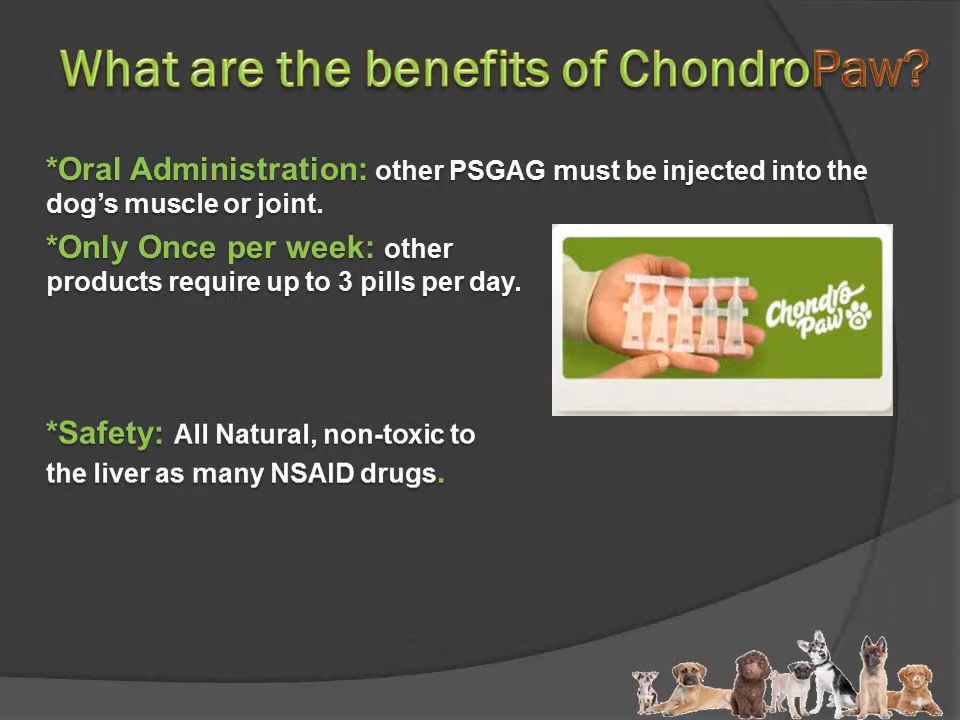 What are the benefits of ChondroPaw?
*Oral Administration: other PSGAG must be injected into the
dog’s muscle or joint.
*Only Once per week: other
products require up to 3 pills per day.
Chondro
Paw
*Safety: All Natural, non-toxic to
the liver as many NSAID drugs.